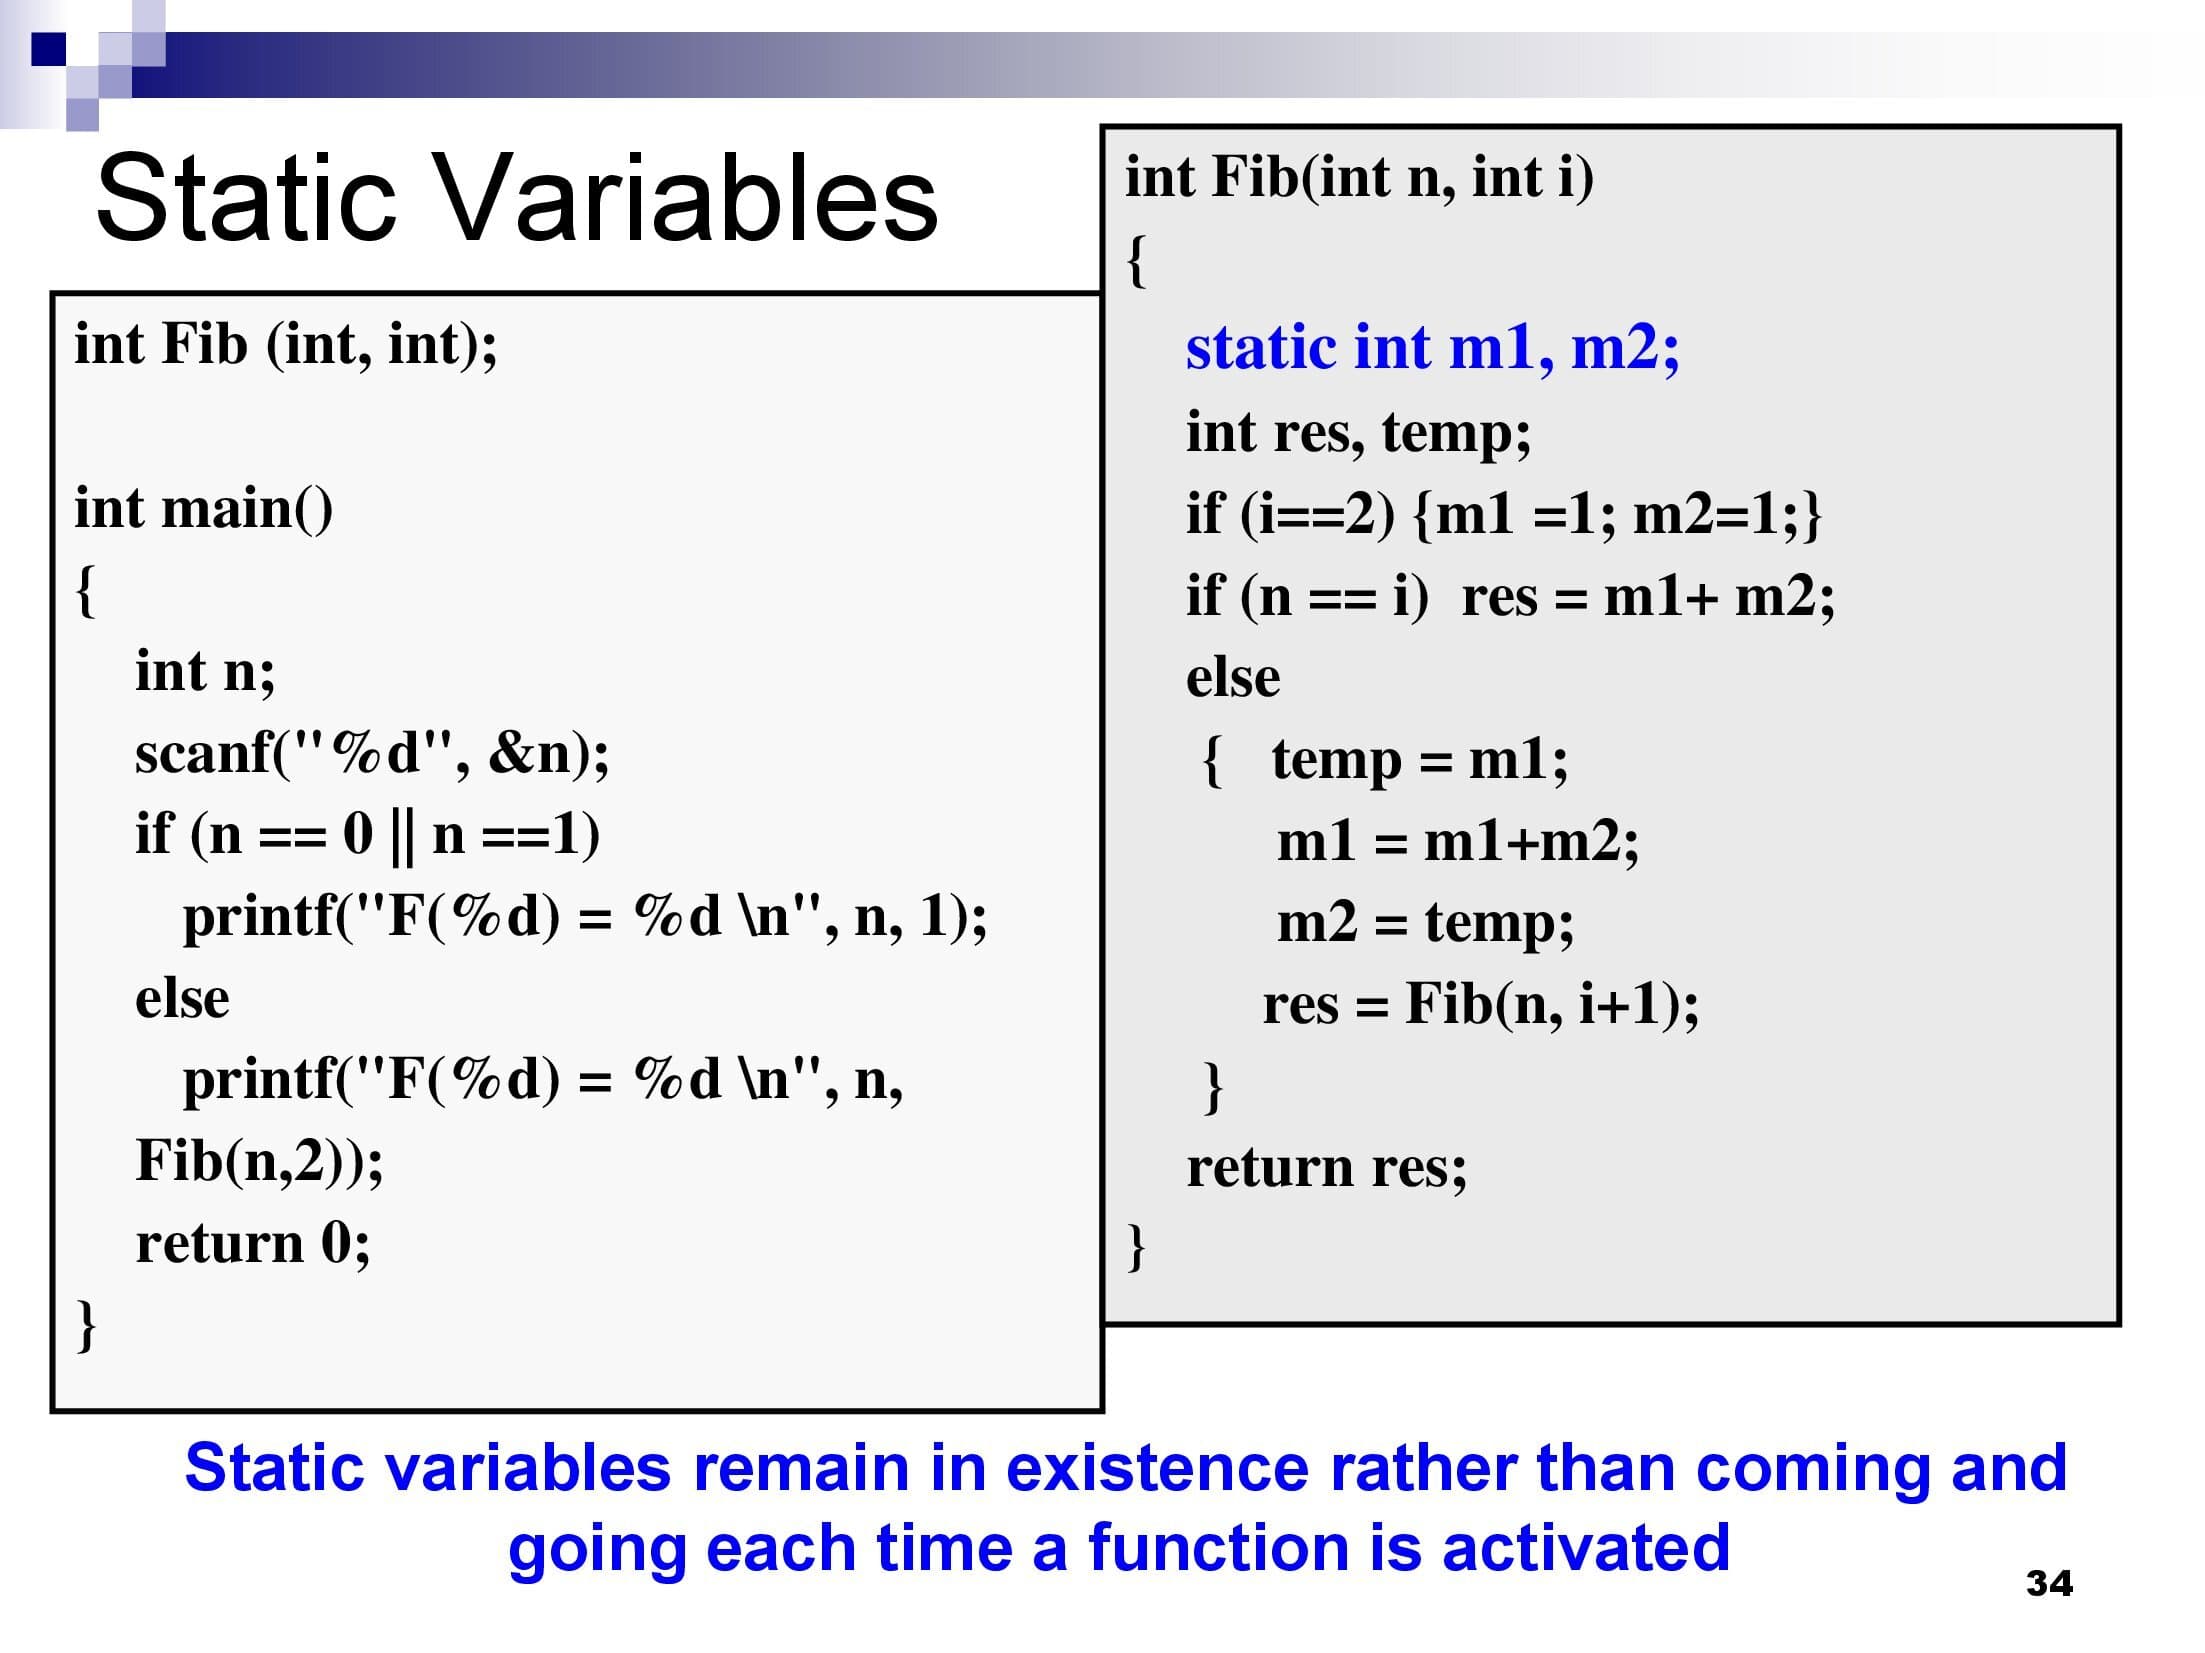 Static Variables
int Fib (int, int);
int main()
{
int n;
scanf("%d", &n);
if (n == 0 || n ==1)
printf("F(%d) = %d \n", n, 1);
else
printf("F(%d) = %d \n", n,
Fib(n,2));
return 0;
}
int Fib(int n, int i)
{
static int m1, m2;
int res, temp;
if (i==2) {m1 =1; m2=1;}
if (n == i)  res = m1+ m2;
else
{   temp = m1;
m1 = m1+m2;
m2 = temp;
res = Fib(n, i+1);
}
return res;
}
Static variables remain in existence rather than coming and
going each time a function is activated
34